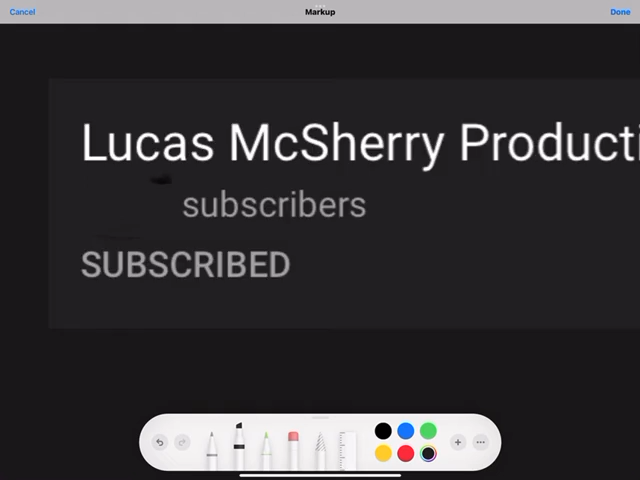 Cancel
Markup
Done
Lucas McSherry Producti
subscribers
SUBSCRIBED